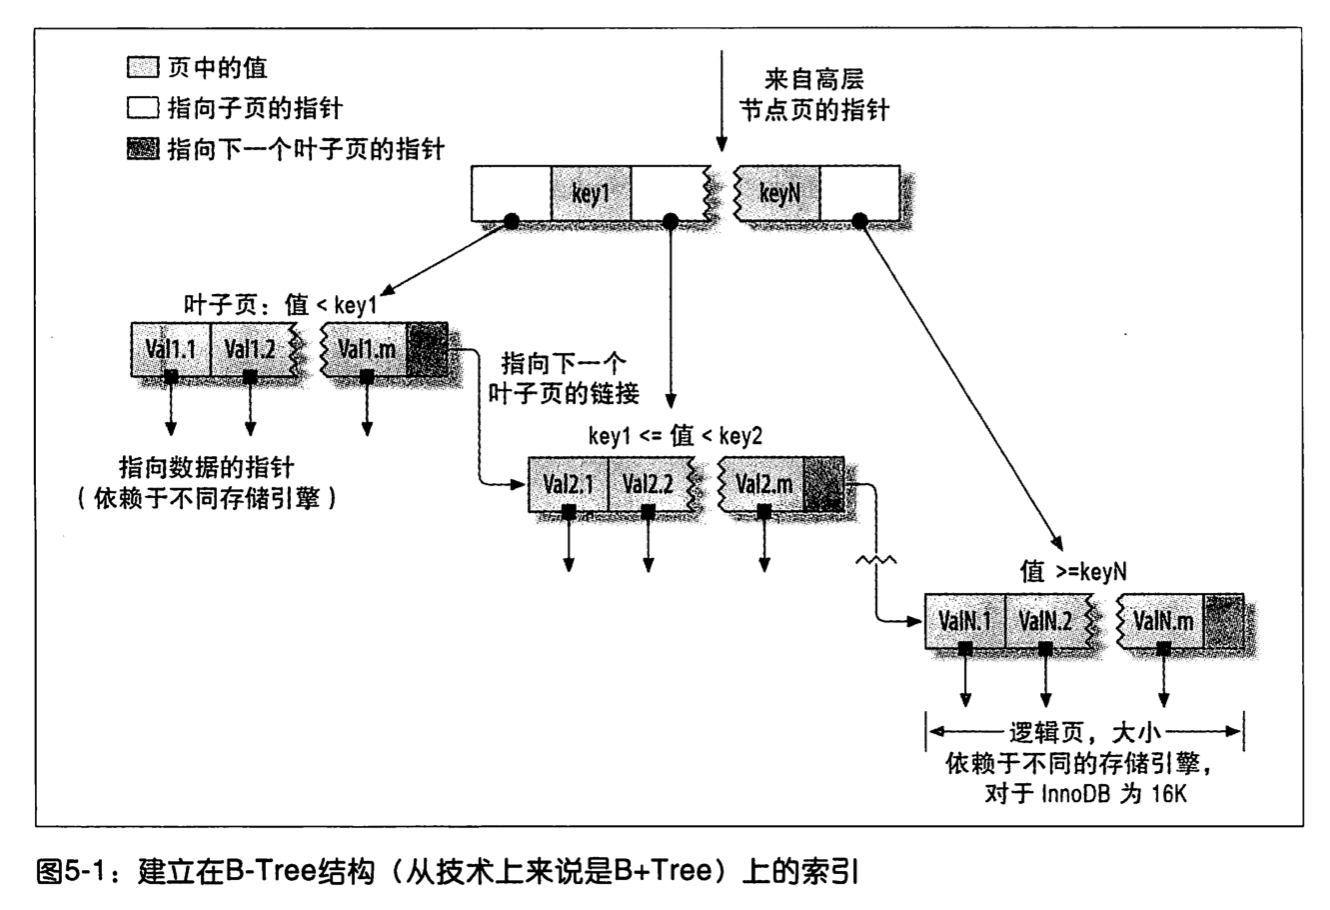 页中的值
指向子页的指针
指向下一个叶子页的指针
来自高层
节点页的指针
key1
keyN
叶子页：值 < key1
Val1.1
Val1.2
Val1.m
指向下一个
叶子页的链接
指向数据的指针
（依赖于不同存储引擎）
key1 <= 值 < key2
Val2.1
Val2.2
Val2.m
值 >=keyN
ValN.1
ValN.2
ValN.m
逻辑页，大小
依赖于不同的存储引擎，
对于 InnoDB 为 16K
图5-1：建立在B-Tree结构（从技术上来说是B+Tree）上的索引